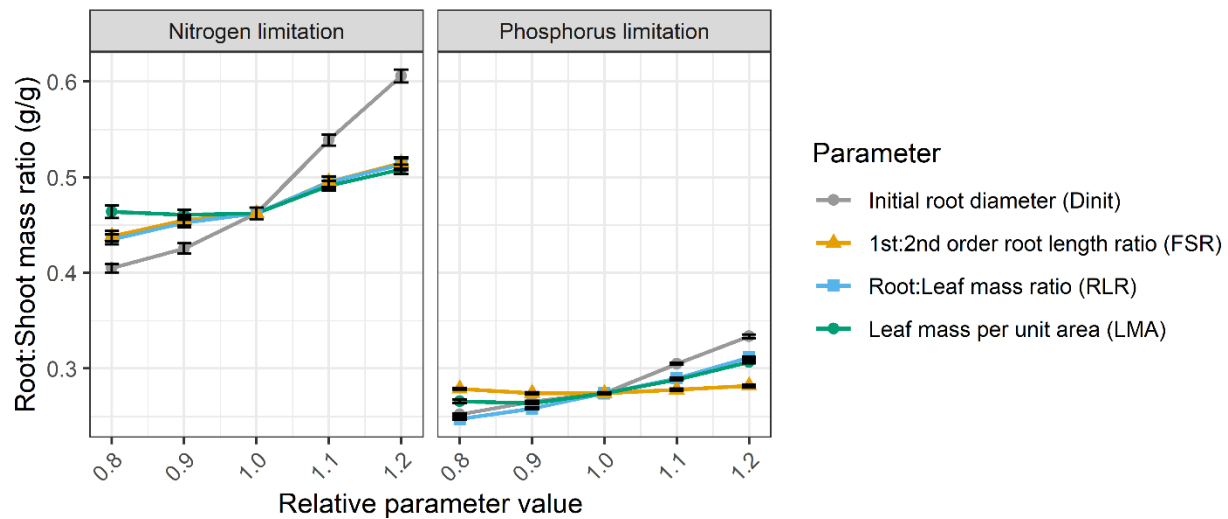 Nitrogen limitation
Phosphorus limitation
Root:Shoot mass ratio (g/g)
0.6
0.5
0.4
0.3
0.8 0.9 1.0 1.1 1.2
0.8 0.9 1.0 1.1 1.2
Relative parameter value
Parameter
Initial root diameter (Dinit)
1st:2nd order root length ratio (FSR)
Root:Leaf mass ratio (RLR)
Leaf mass per unit area (LMA)